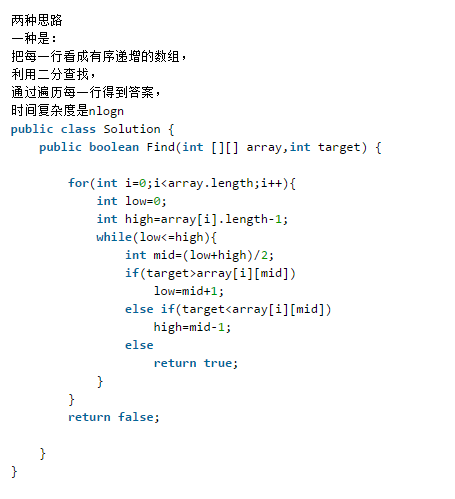 两种思路
一种是：
把每一行看成有序递增的数组，
利用二分查找，
通过遍历每一行得到答案，
时间复杂度是nlogn
public class Solution {
    public boolean Find(int [][] array,int target) {
        for(int i=0;i<array.length;i++){
            int low=0;
            int high=array[i].length-1;
            while(low<=high){
                int mid=(low+high)/2;
                if(target>array[i][mid])
                    low=mid+1;
                else if(target<array[i][mid])
                    high=mid-1;
                else
                    return true;
            }
        }
        return false;
    }
}